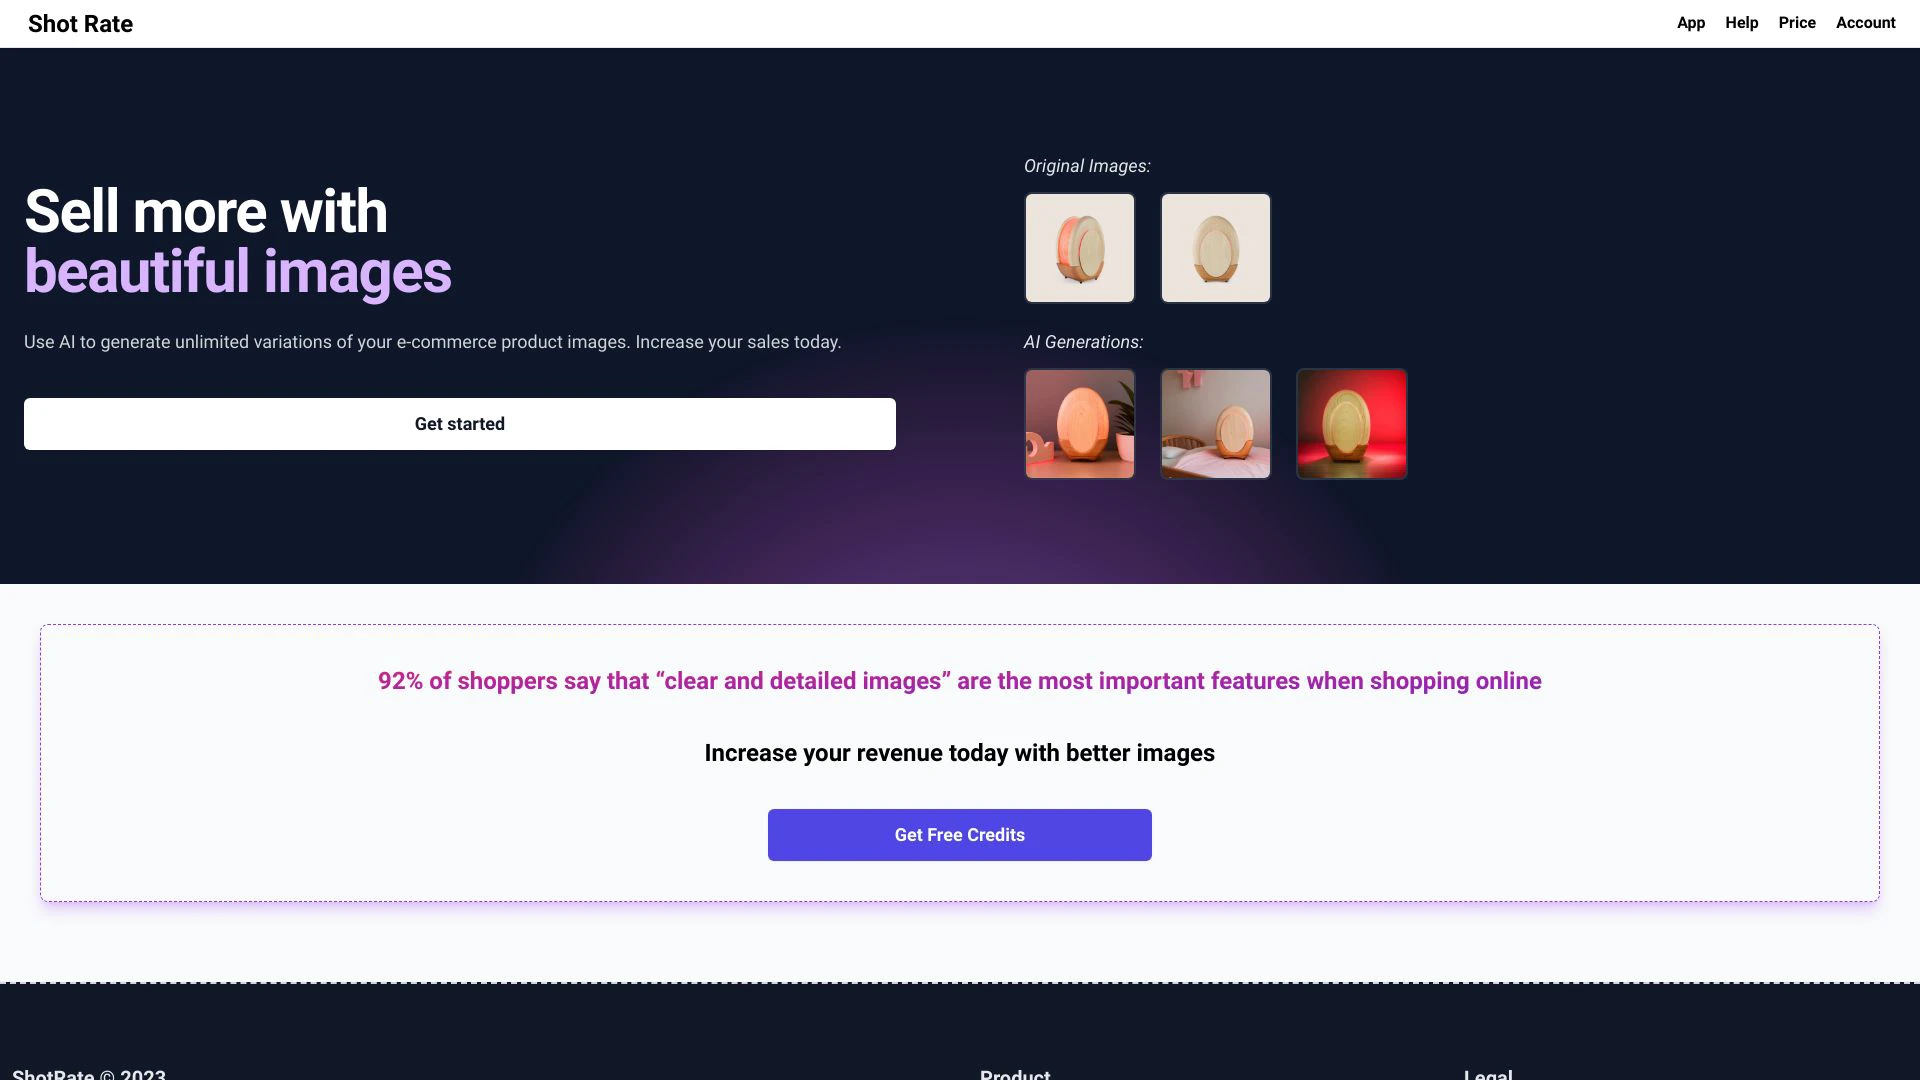 Shot Rate
App Help Price Account
Sell more with
beautiful images
Use AI to generate unlimited variations of your e-commerce product images. Increase your sales today.
Get started
Original Images:
AI Generations:
92% of shoppers say that “clear and detailed images” are the most important features when shopping online
Increase your revenue today with better images
Get Free Credits
ShotRate © 2023
Product
Legal